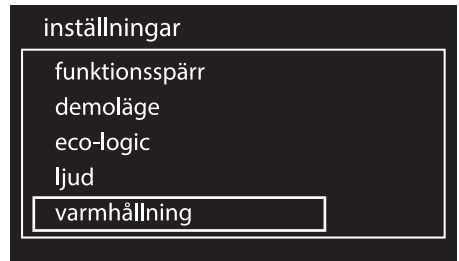 inställningar
funktionsspärr
demoläge
eco-logic
ljud
varmhållning